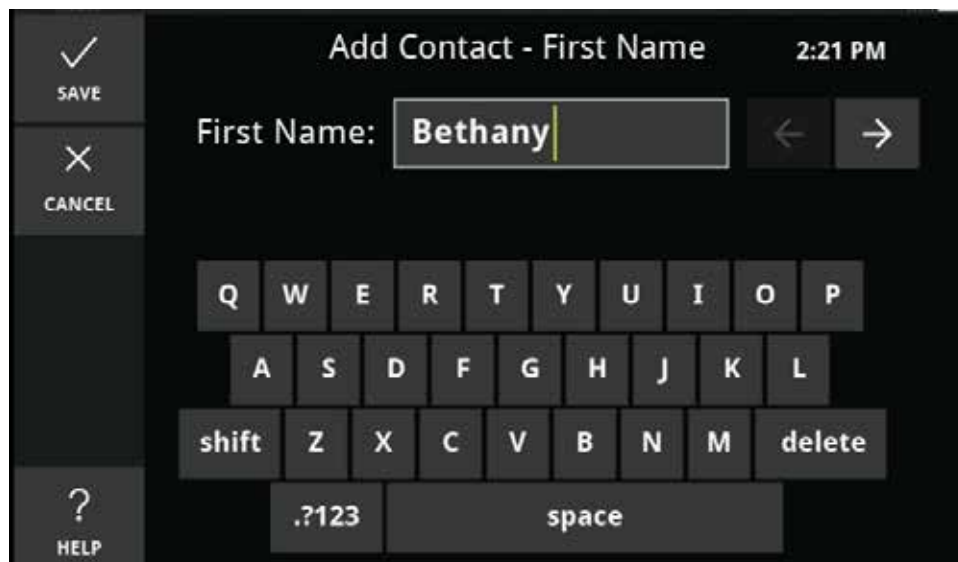 Add Contact - First Name
2:21 PM
SAVE
First Name: Bethany
← →
CANCEL
Q W E R T Y U I O P
A S D F G H J K L
shift Z X C V B N M delete
.?123 space
?
HELP